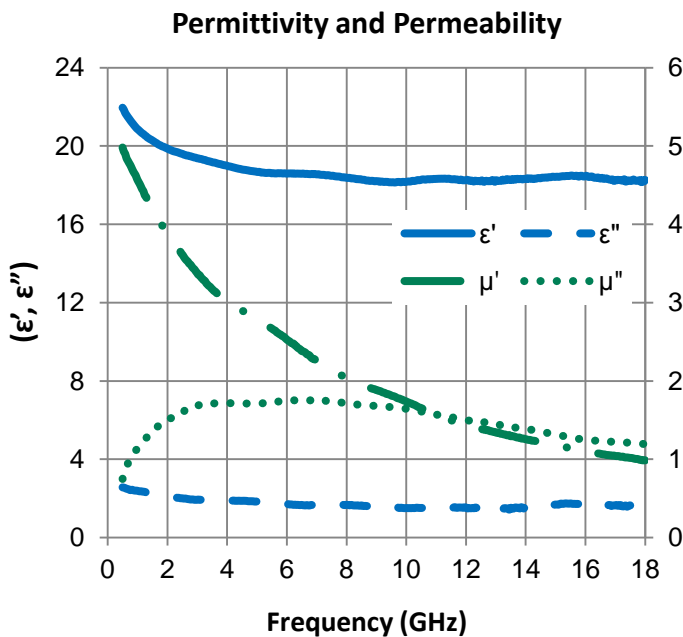 Permittivity and Permeability
24 6
20 5
16 4
12 3
8 2
4 1
0 0
(ε’, ε”)
ε' ε"
μ' μ"
0 2 4 6 8 10 12 14 16 18
Frequency (GHz)